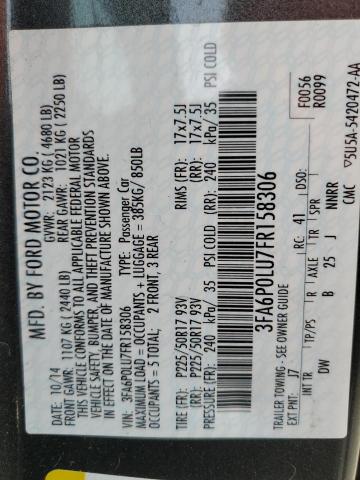 MFD. BY FORD MOTOR CO.
DATE: 10/14 GVWR: 2123 KG ( 4680 LB)
FRONT GAWR: 1107 KG ( 2440 LB) REAR GAWR: 1021 KG ( 2250 LB)
THIS VEHICLE CONFORMS TO ALL APPLICABLE FEDERAL MOTOR
VEHICLE SAFETY, BUMPER, AND THEFT PREVENTION STANDARDS
IN EFFECT ON THE DATE OF MANUFACTURE SHOWN ABOVE.
VIN: 3FA6P0LU7FR158306 TYPE: Passenger Car
MAXIMUM LOAD = OCCUPANTS + LUGGAGE = 385KG/ 850LB
OCCUPANTS = 5 TOTAL: 2 FRONT, 3 REAR
TIRE (FR): P225/50R17 93V RIMS (FR): 17x7.5J
(RR): P225/50R17 93V (RR): 17x7.5J
PRESSURE (FR): 240 kPa/ 35 PSI COLD (RR): 240 kPa/ 35 PSI COLD
3FA6P0LU7FR158306
F0056
R0099
TRAILER TOWING - SEE OWNER GUIDE
EXT PNT: J7 RC: 41 DSO:
INT TR TP/PS R AXLE TR SPR
DW B 25 J NNRR
CMC
5U5A-5420472-AA